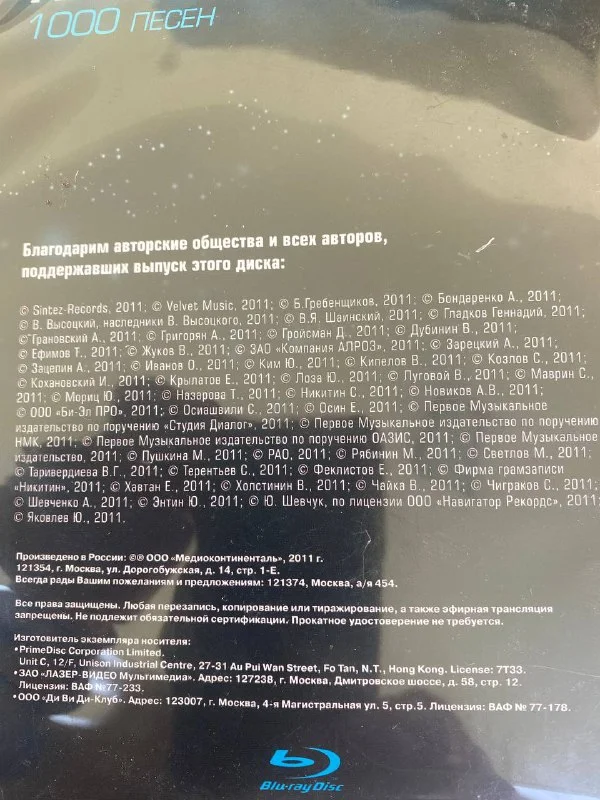 1000 ПЕСЕН
Благодарим авторские общества и всех авторов,
поддержавших выпуск этого диска:
© Sintez-Records, 2011; © Velvet Music, 2011; © Б.Гребенщиков, 2011; © Бондаренко А., 2011;
© В. Высоцкий, наследники В. Высоцкого, 2011; © В.Я. Шаинский, 2011; © Гладков Геннадий, 2011;
© Грановский А., 2011; © Григорян А., 2011; © Гройсман Д., 2011; © Дубинин В., 2011;
© Ефимов Т., 2011; © Жуков В., 2011; © ЗАО «Компания АЛРОЗ», 2011; © Зарецкий А., 2011;
© Зацепин А., 2011; © Иванов О., 2011; © Ким Ю., 2011; © Кипелов В., 2011; © Козлов С., 2011;
© Кохановский И., 2011; © Крылатов Е., 2011; © Лоза Ю., 2011; © Пуговой В., 2011; © Маврин С.,
2011; © Мориц Ю., 2011; © Назарова Т., 2011; © Никитин С., 2011; © Новиков А.В., 2011;
© ООО «Би-Эл ПРО», 2011; © Осиашвили С., 2011; © Осин Е., 2011; © Первое Музыкальное
издательство по поручению «Студия Диалог», 2011; © Первое Музыкальное издательство по поручению
НМК, 2011; © Первое Музыкальное издательство по поручению ОАЗИС, 2011; © Первое Музыкальное
издательство, 2011; © Пушкина М., 2011; © РАО, 2011; © Рябинин М., 2011; © Светлов М., 2011;
© Таривердиева В.Г., 2011; © Терентьев С., 2011; © Феклистов Е., 2011; © Фирма грамзаписи
«Никитин», 2011; © Хавтан Е., 2011; © Холстинин В., 2011; © Чайка В., 2011; © Чиграков С., 2011;
© Шевченко А., 2011; © Энтин Ю., 2011; © Ю. Шевчук, по лицензии ООО «Навигатор Рекордс», 2011;
© Яковлев Ю., 2011.
Произведено в России: ©℗ ООО «Медиоконтиненталь», 2011 г.
121354, г. Москва, ул. Дорогобужская, д. 14, стр. 1-Е.
Всегда рады Вашим пожеланиям и предложениям: 121374, Москва, а/я 454.
Все права защищены. Любая перезапись, копирование или тиражирование, а также эфирная трансляция
запрещены. Не подлежит обязательной сертификации. Прокатное удостоверение не требуется.
Изготовитель экземпляра носителя:
•PrimeDisc Corporation Limited.
Unit C, 12/F, Unison Industrial Centre, 27-31 Au Pui Wan Street, Fo Tan, N.T., Hong Kong. License: 7T33.
•ЗАО «ЛАЗЕР-ВИДЕО Мультимедиа». Адрес: 127238, г. Москва, Дмитровское шоссе, д. 58, стр. 12.
Лицензия: ВАФ №77-233.
•ООО «Ди Ви Ди-Клуб». Адрес: 123007, г. Москва, 4-я Магистральная ул. 5, стр.5. Лицензия: ВАФ № 77-178.
Blu-ray Disc